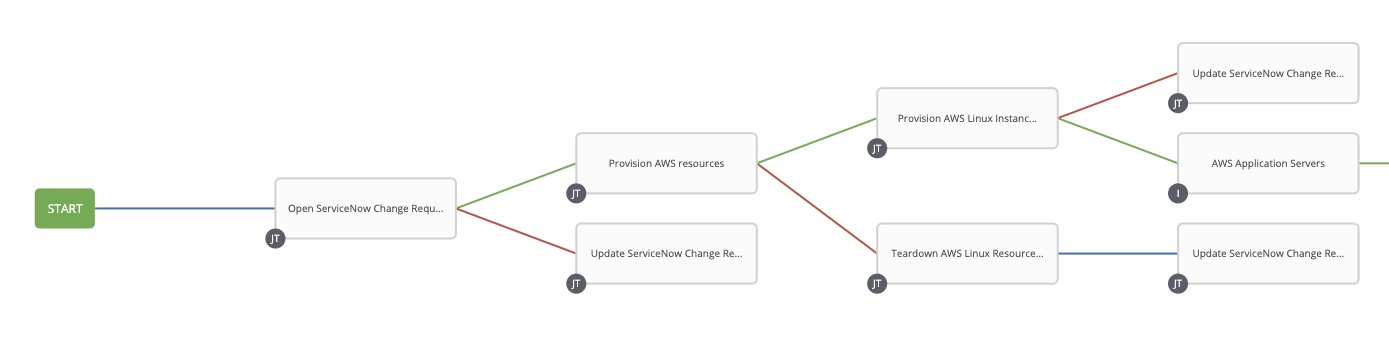 START
Open ServiceNow Change Requ...
JT
Provision AWS resources
JT
Update ServiceNow Change Re...
JT
Provision AWS Linux Instanc...
JT
Teardown AWS Linux Resource...
JT
Update ServiceNow Change Re...
JT
AWS Application Servers
I
Update ServiceNow Change Re...
JT